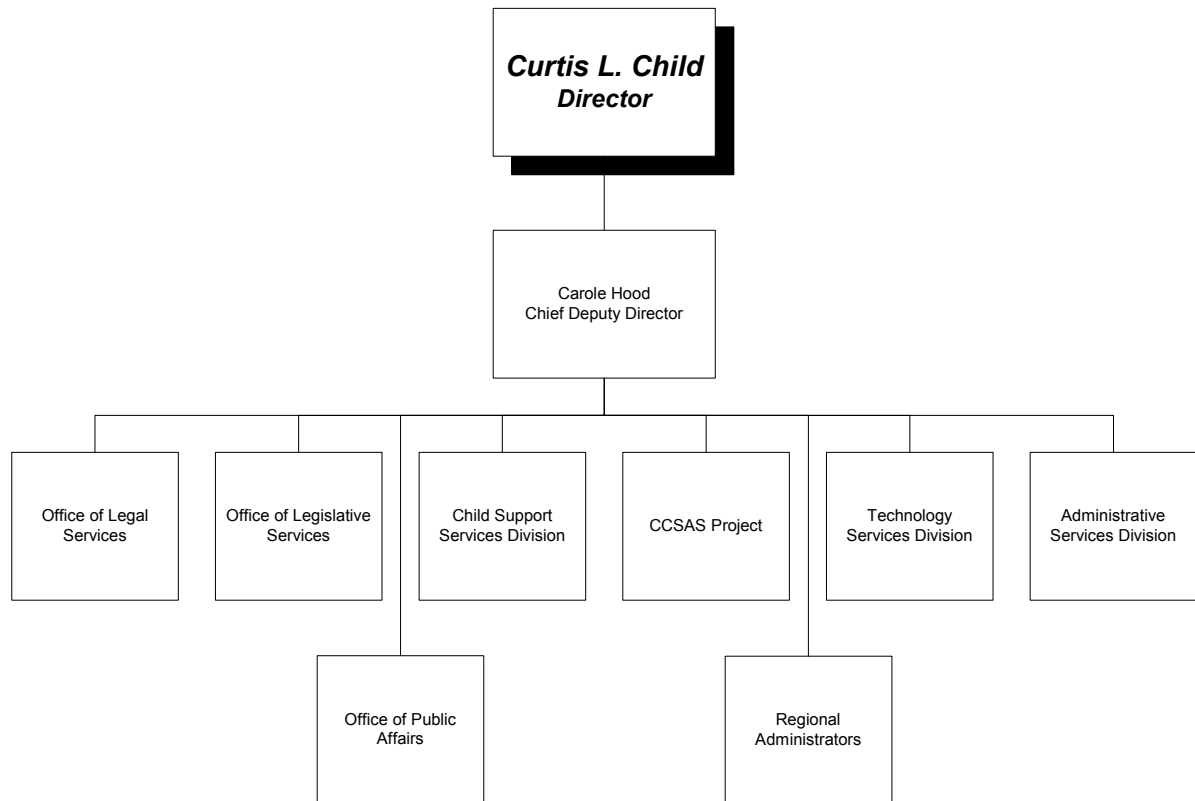 Curtis L. Child
Director
Carole Hood
Chief Deputy Director
Office of Legal
Services
Office of Legislative
Services
Child Support
Services Division
CCSAS Project
Technology
Services Division
Administrative
Services Division
Office of Public
Affairs
Regional
Administrators